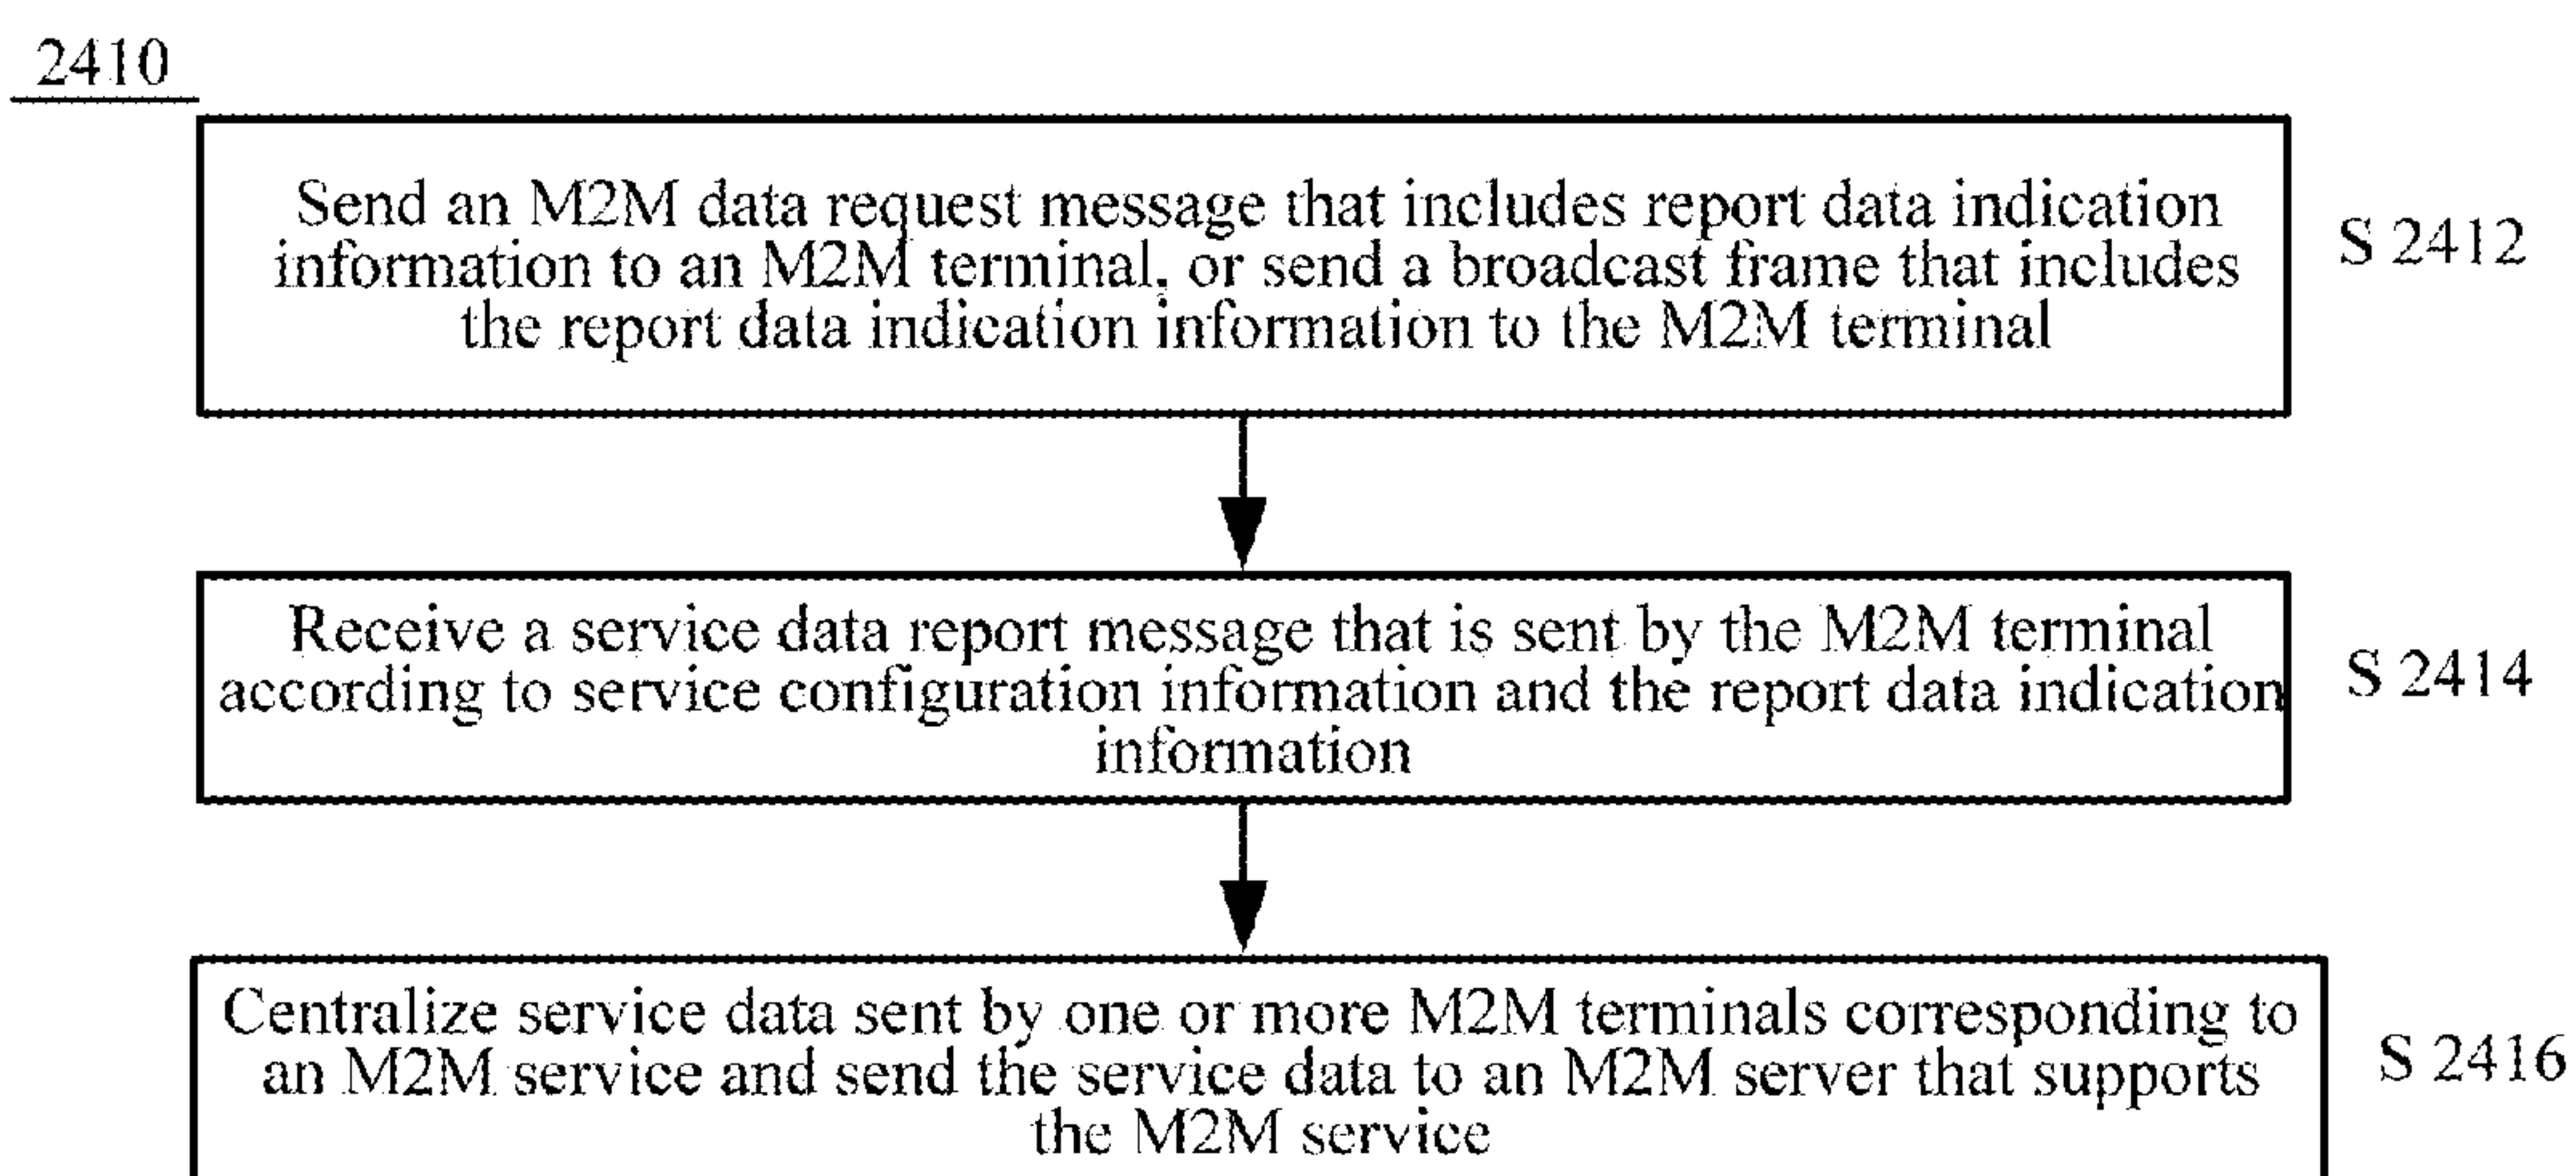 2410
Send an M2M data request message that includes report data indication
information to an M2M terminal, or send a broadcast frame that includes
the report data indication information to the M2M terminal
S 2412
Receive a service data report message that is sent by the M2M terminal
according to service configuration information and the report data indication
information
S 2414
Centralize service data sent by one or more M2M terminals corresponding to
an M2M service and send the service data to an M2M server that supports
the M2M service
S 2416